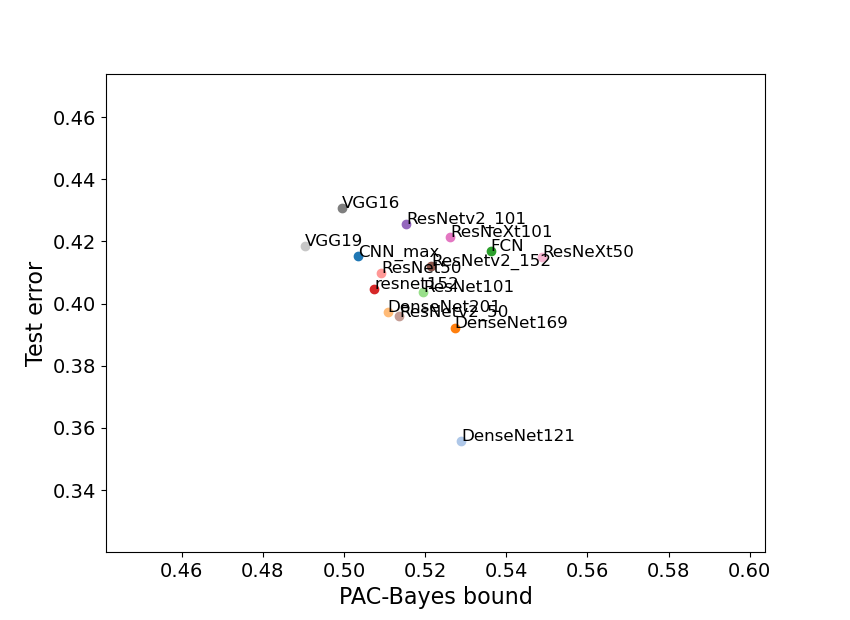 0.46
0.44
0.42
0.40
0.38
0.36
0.34
Test error
VGG16
ResNetv2_101
ResNeXt101
VGG19
FCN
CNN_max
ResNeXt50
ResNetv2_152
ResNet50
resnet152
ResNet101
DenseNet201
ResNetv2_50
DenseNet169
DenseNet121
0.46 0.48 0.50 0.52 0.54 0.56 0.58 0.60
PAC-Bayes bound